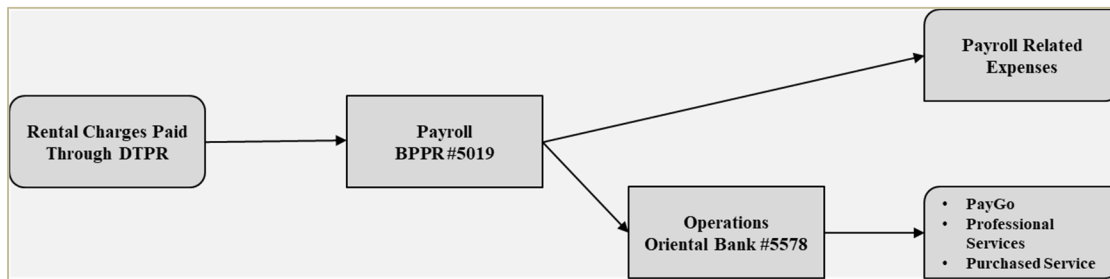 Rental Charges Paid
Through DTPR
Payroll
BPPR #5019
Payroll Related
Expenses
Operations
Oriental Bank #5578
• PayGo
• Professional
Services
• Purchased Service